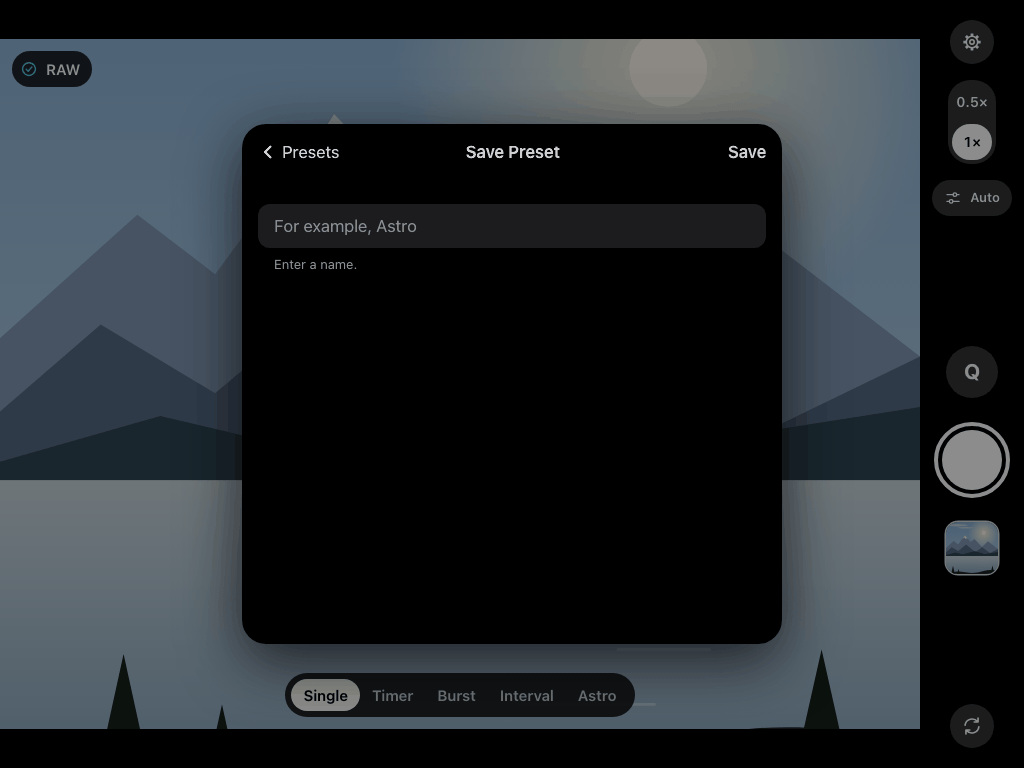 RAW
0.5×
1×
Auto
Presets
Save Preset
Save
For example, Astro
Enter a name.
Q
Single
Timer
Burst
Interval
Astro